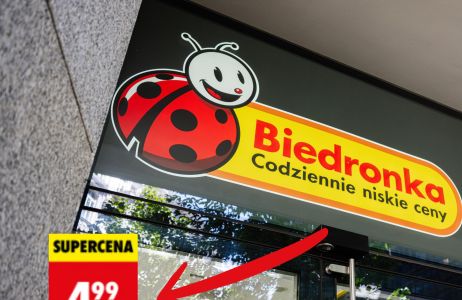 Biedronka
Codziennie niskie ceny
SUPERCENA
4 99